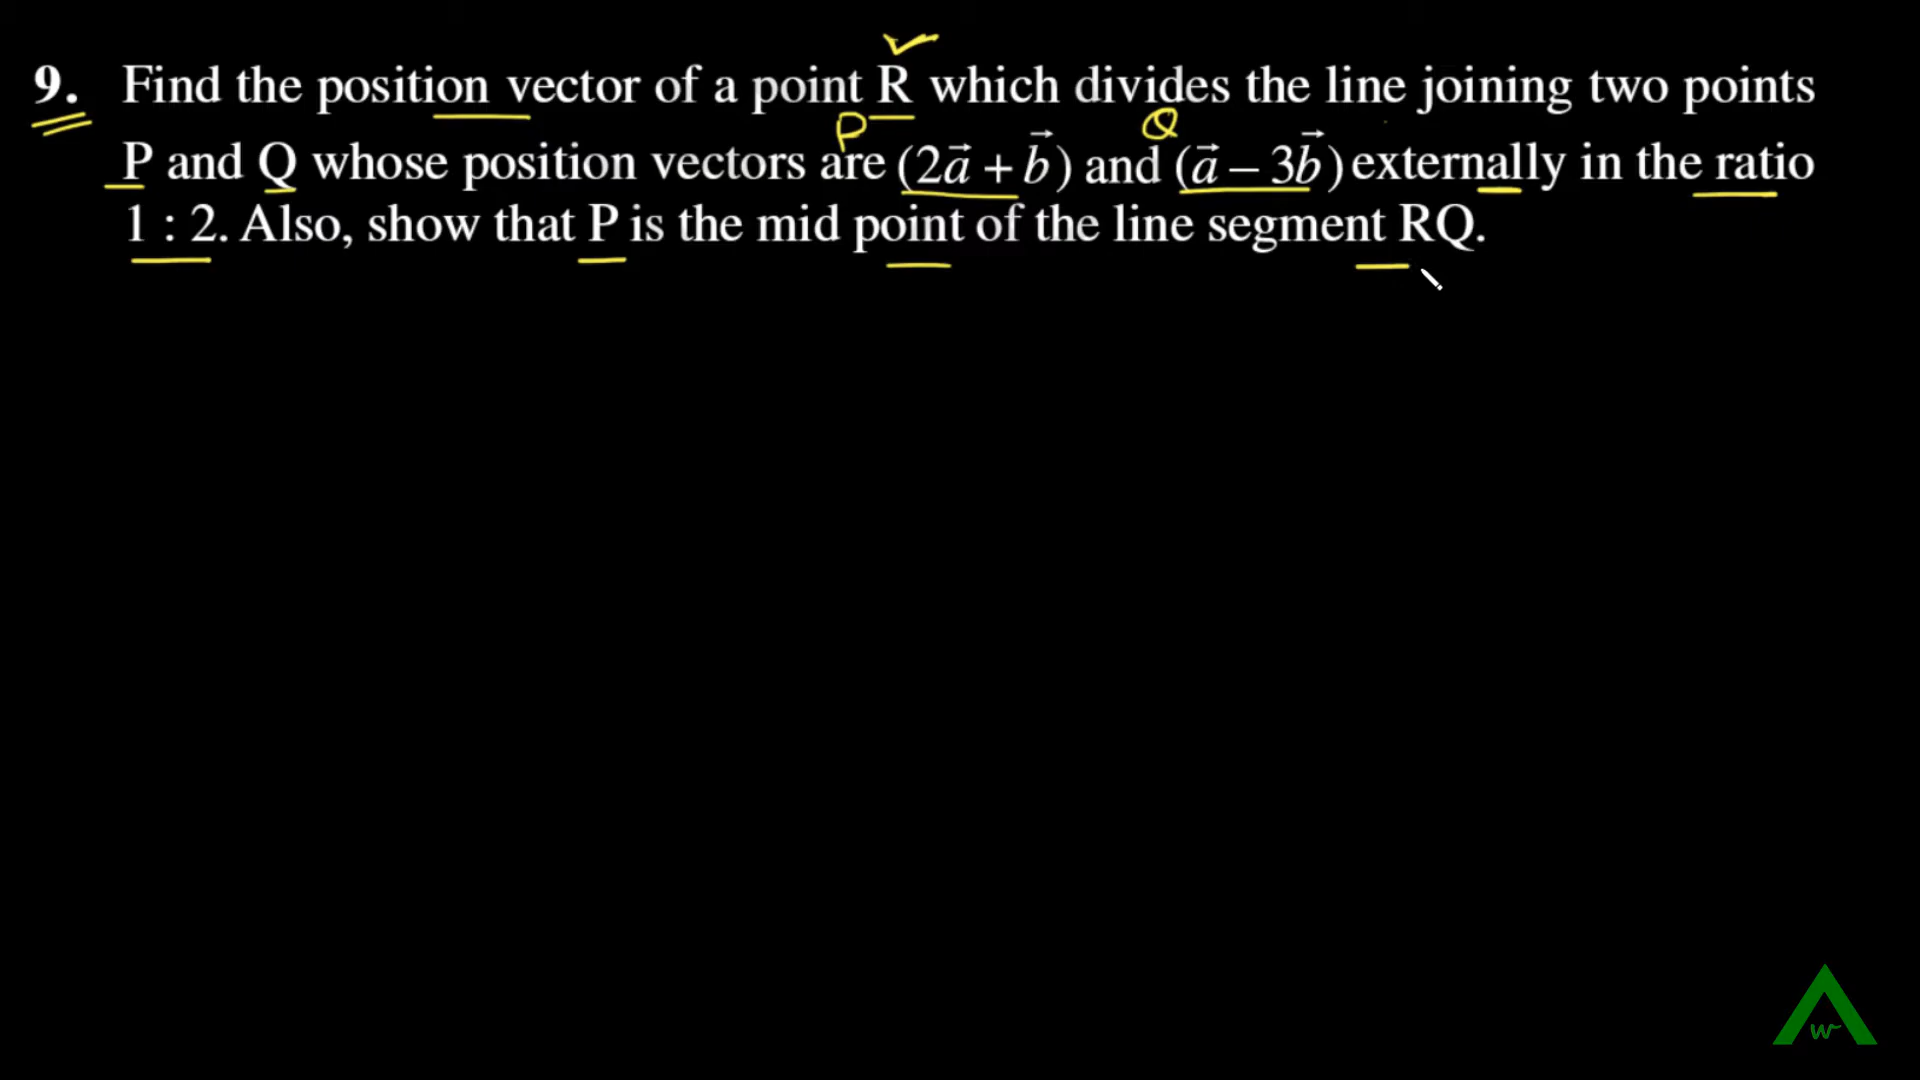 9. Find the position vector of a point R which divides the line joining two points
P Q
P and Q whose position vectors are (2a⃗ + b⃗) and (a⃗ – 3b⃗) externally in the ratio
1 : 2. Also, show that P is the mid point of the line segment RQ.
w